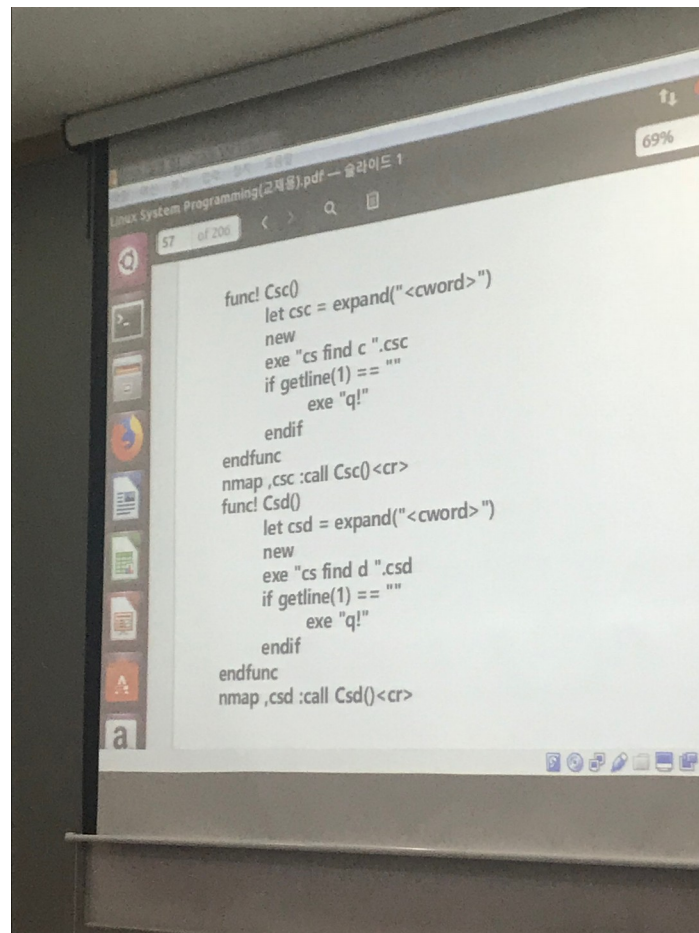 69%
Linux System Programming(교제용).pdf — 슬라이드 1
57 of 206
func! Csc()
let csc = expand("<cword>")
new
exe "cs find c ".csc
if getline(1) == ""
exe "q!"
endif
endfunc
nmap ,csc :call Csc()<cr>
func! Csd()
let csd = expand("<cword>")
new
exe "cs find d ".csd
if getline(1) == ""
exe "q!"
endif
endfunc
nmap ,csd :call Csd()<cr>
a